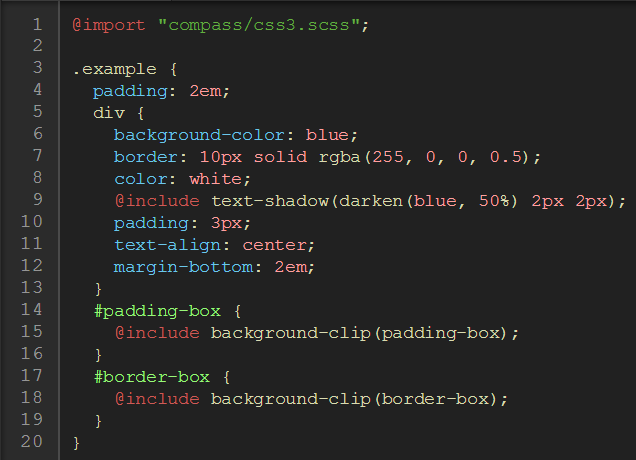 1 @import "compass/css3.scss";
2
3 .example {
4   padding: 2em;
5   div {
6     background-color: blue;
7     border: 10px solid rgba(255, 0, 0, 0.5);
8     color: white;
9     @include text-shadow(darken(blue, 50%) 2px 2px);
10     padding: 3px;
11     text-align: center;
12     margin-bottom: 2em;
13   }
14   #padding-box {
15     @include background-clip(padding-box);
16   }
17   #border-box {
18     @include background-clip(border-box);
19   }
20 }